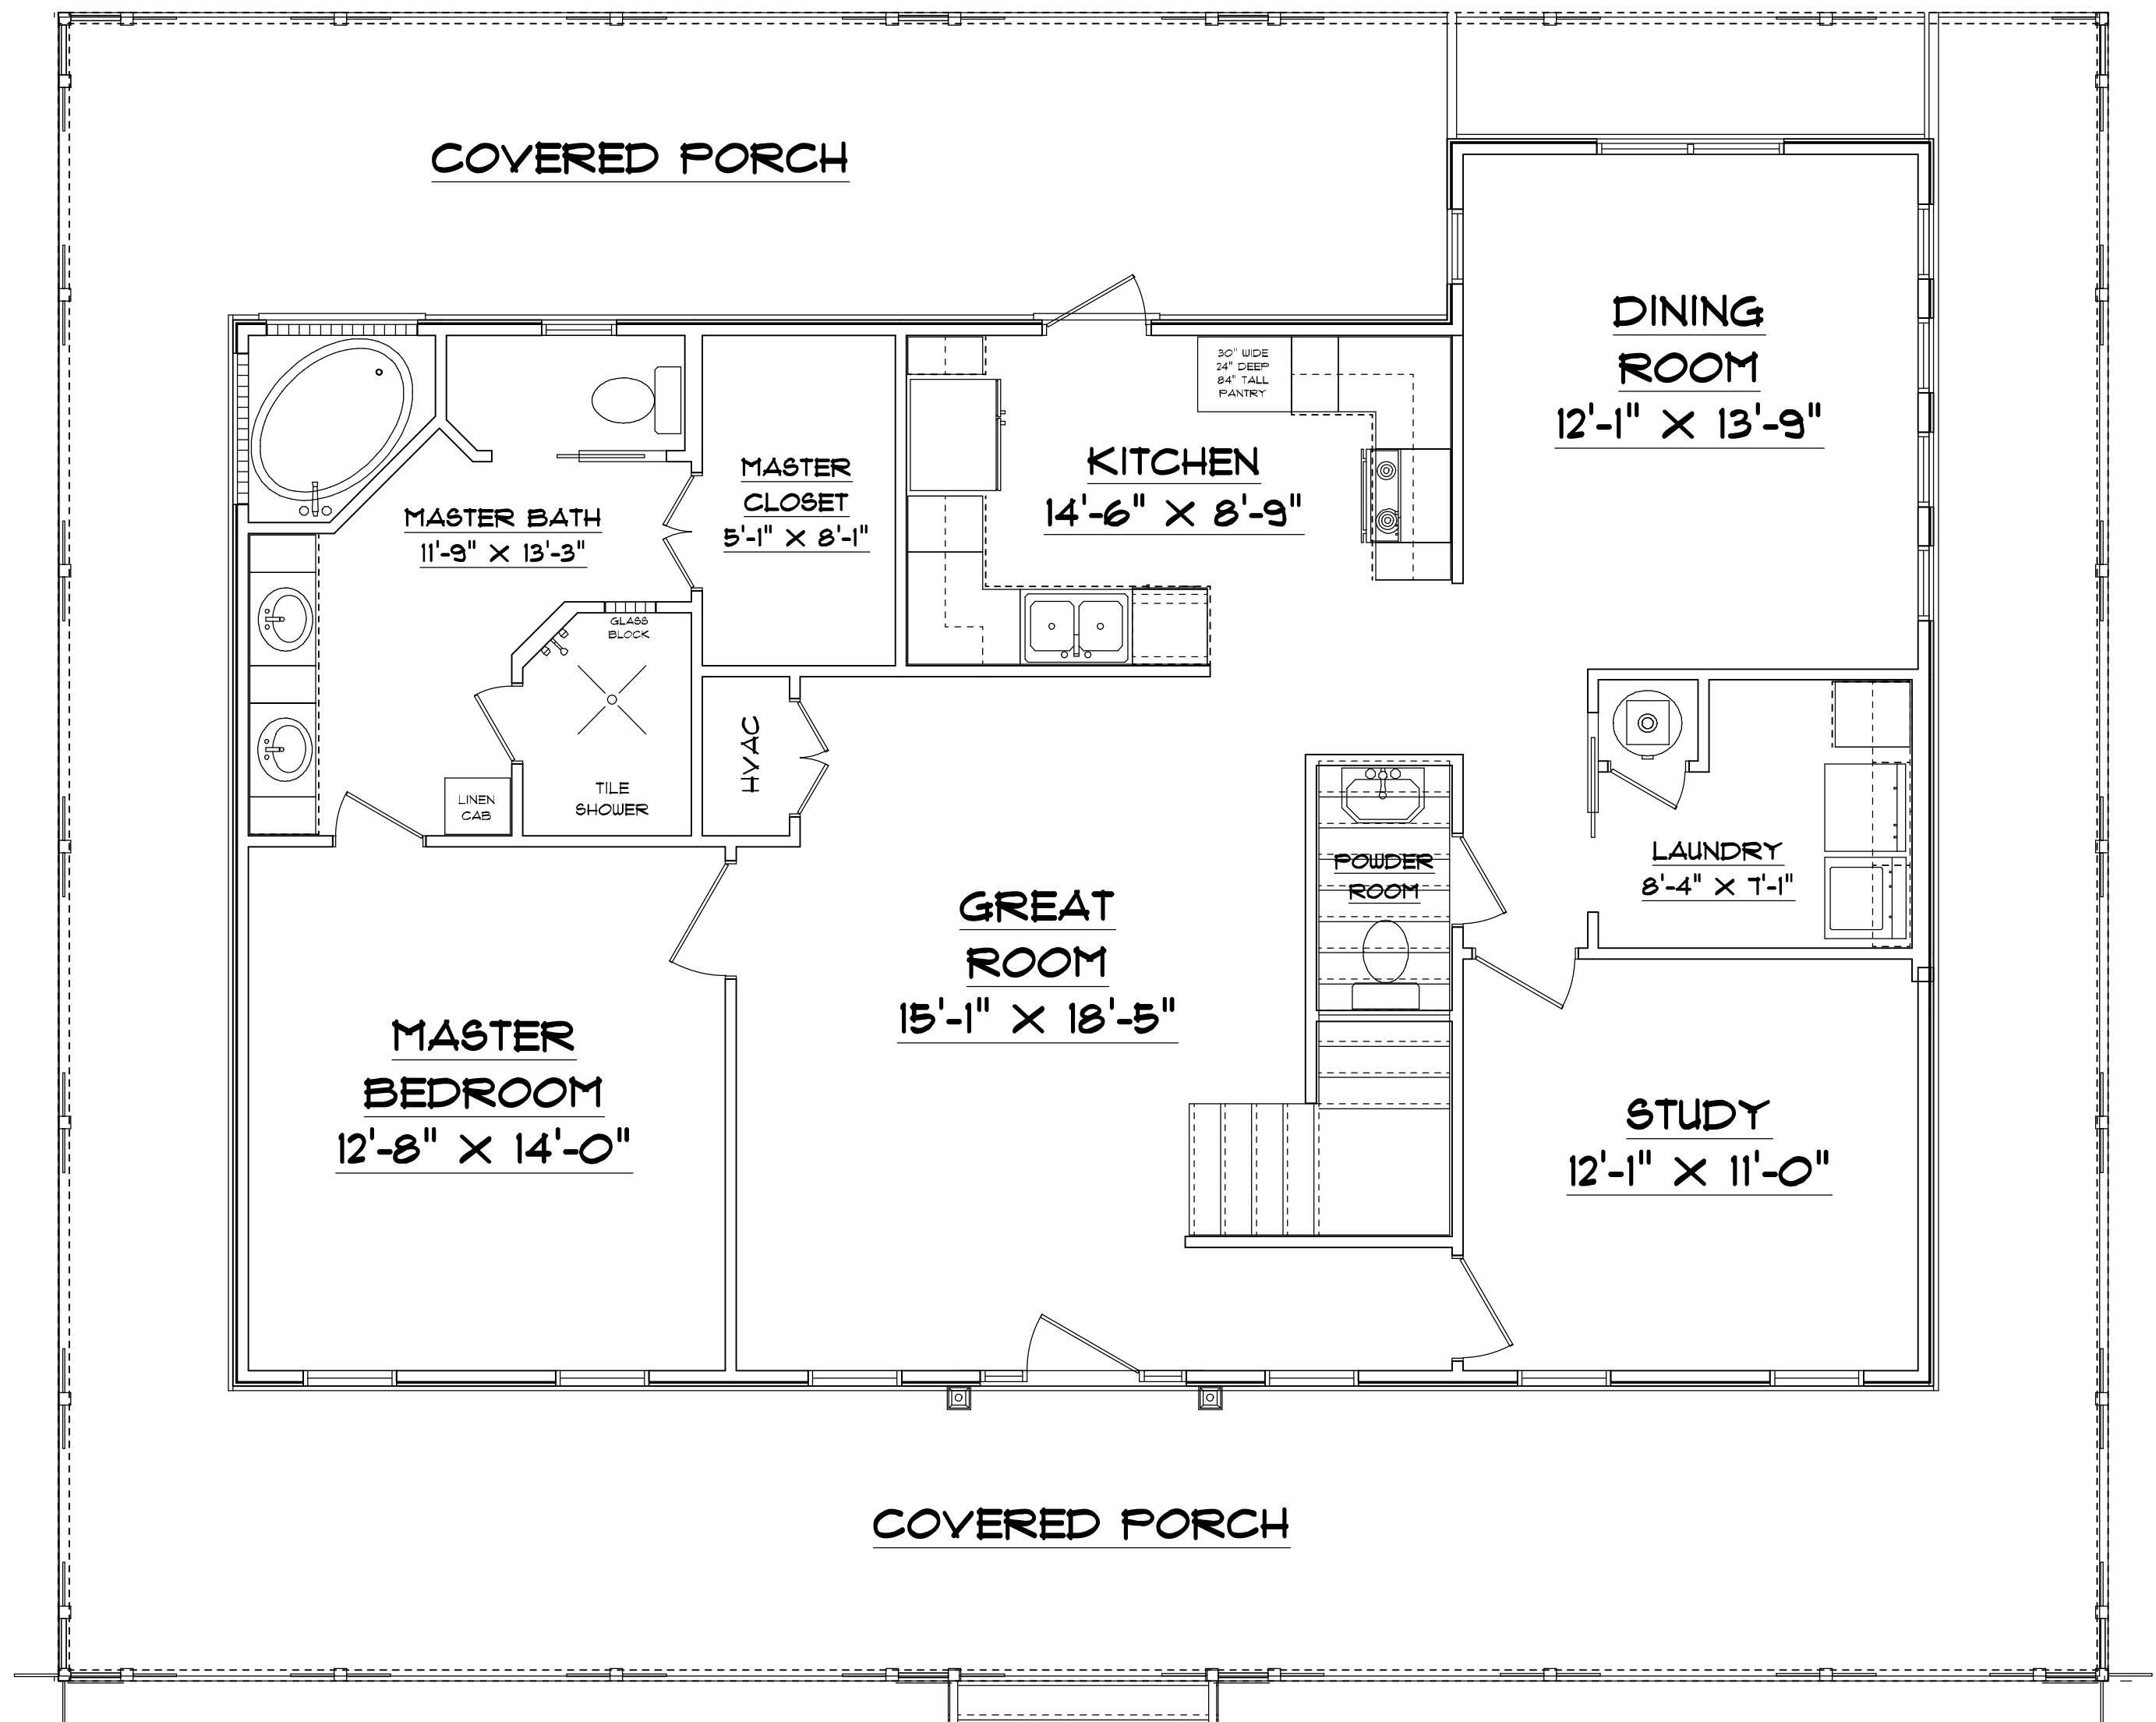 COVERED PORCH
DINING
ROOM
12'-1" X 13'-9"
30" WIDE
24" DEEP
84" TALL
PANTRY
KITCHEN
14'-6" X 8'-9"
MASTER
CLOSET
5'-1" X 8'-1"
MASTER BATH
11'-9" X 13'-3"
GLASS
BLOCK
HVAC
TILE
SHOWER
LINEN
CAB
POWDER
ROOM
LAUNDRY
8'-4" X 7'-1"
GREAT
ROOM
15'-1" X 18'-5"
MASTER
BEDROOM
12'-8" X 14'-0"
STUDY
12'-1" X 11'-0"
COVERED PORCH